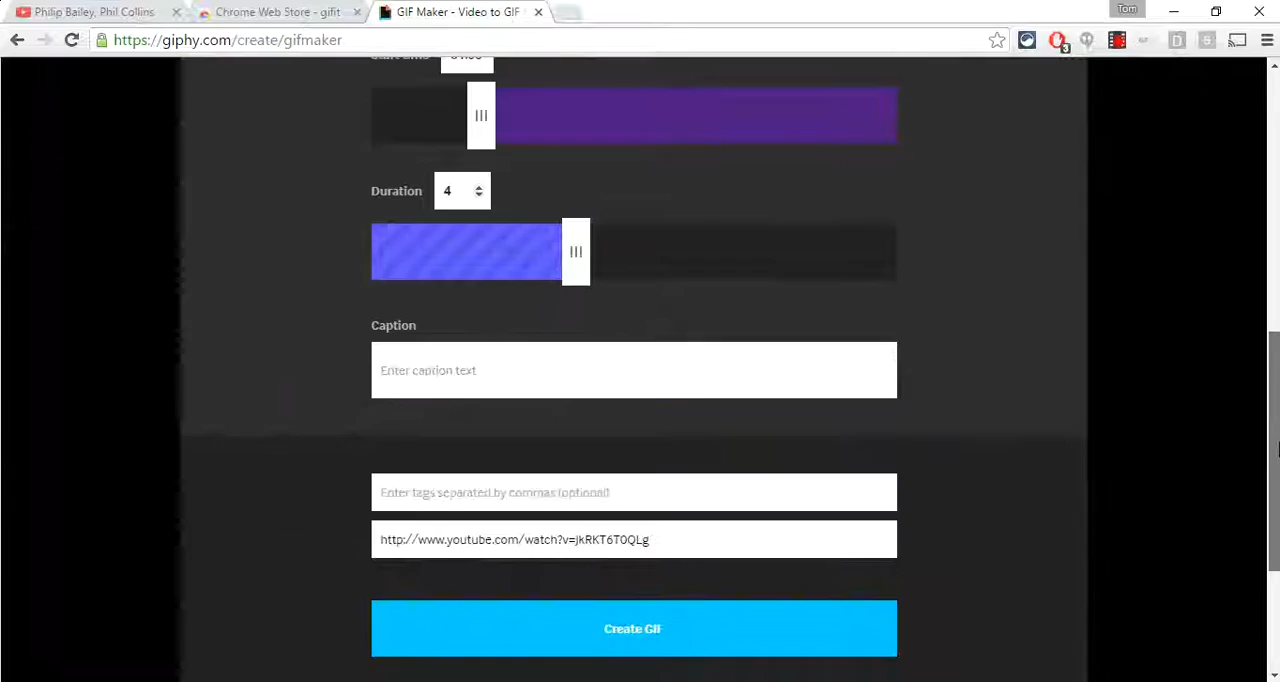 Philip Bailey, Phil Collins
Chrome Web Store - gifit
GIF Maker - Video to GIF
Tom
https://giphy.com/create/gifmaker
3
Duration 4
Caption
Enter caption text
Enter tags separated by commas (optional)
http://www.youtube.com/watch?v=jkRKT6T0QLg
Create GIF